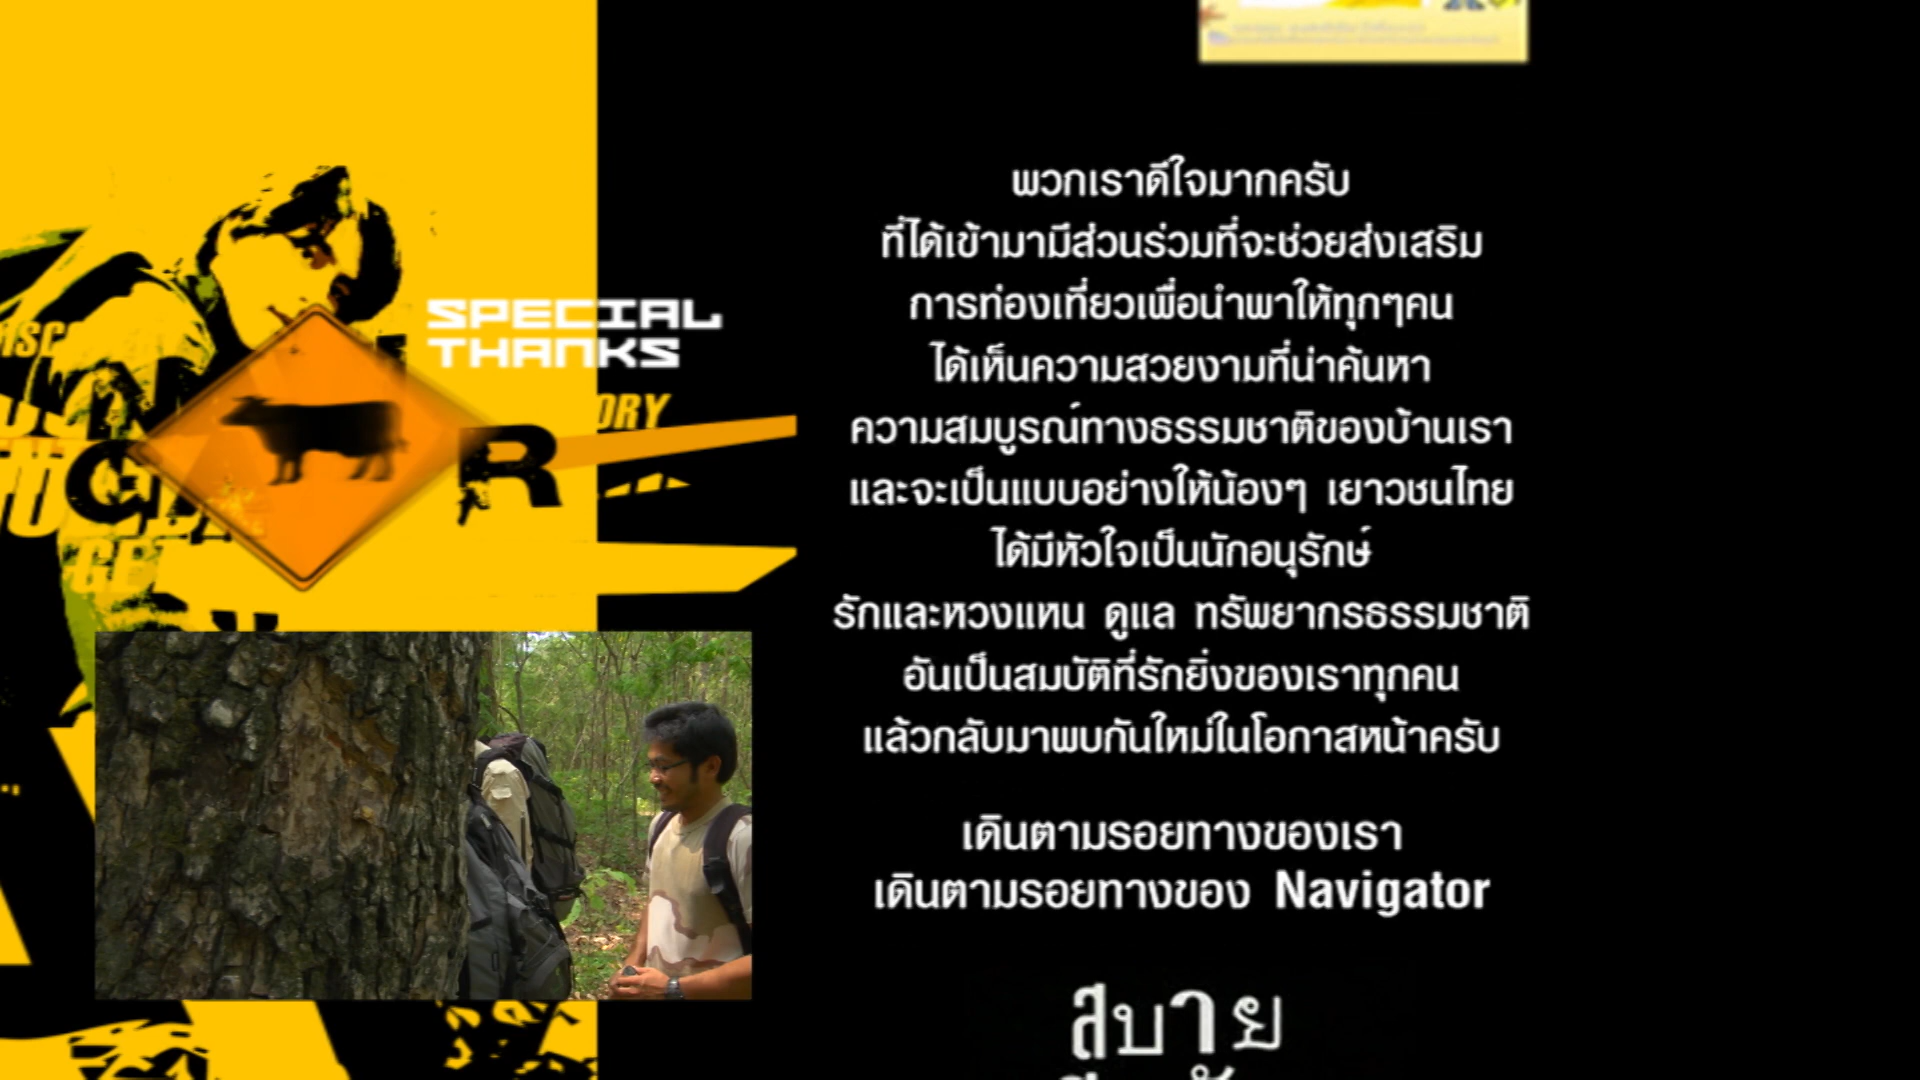 SPECIAL
THANKS
ORY
R
GET
พวกเราดีใจมากครับ
ที่ได้เข้ามามีส่วนร่วมที่จะช่วยส่งเสริม
การท่องเที่ยวเพื่อนำพาให้ทุกๆคน
ได้เห็นความสวยงามที่น่าค้นหา
ความสมบูรณ์ทางธรรมชาติของบ้านเรา
และจะเป็นแบบอย่างให้น้องๆ เยาวชนไทย
ได้มีหัวใจเป็นนักอนุรักษ์
รักและหวงแหน ดูแล ทรัพยากรธรรมชาติ
อันเป็นสมบัติที่รักยิ่งของเราทุกคน
แล้วกลับมาพบกันใหม่ในโอกาสหน้าครับ
เดินตามรอยทางของเรา
เดินตามรอยทางของ Navigator
สบาย